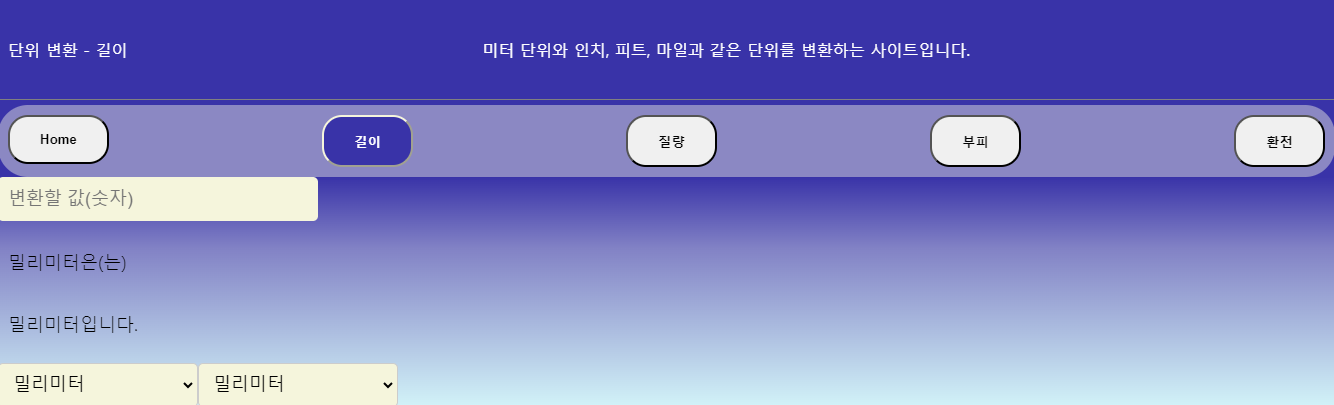 단위 변환 - 길이
미터 단위와 인치, 피트, 마일과 같은 단위를 변환하는 사이트입니다.
Home 길이 질량 부피 환전
변환할 값(숫자)
밀리미터은(는)
밀리미터입니다.
밀리미터 밀리미터